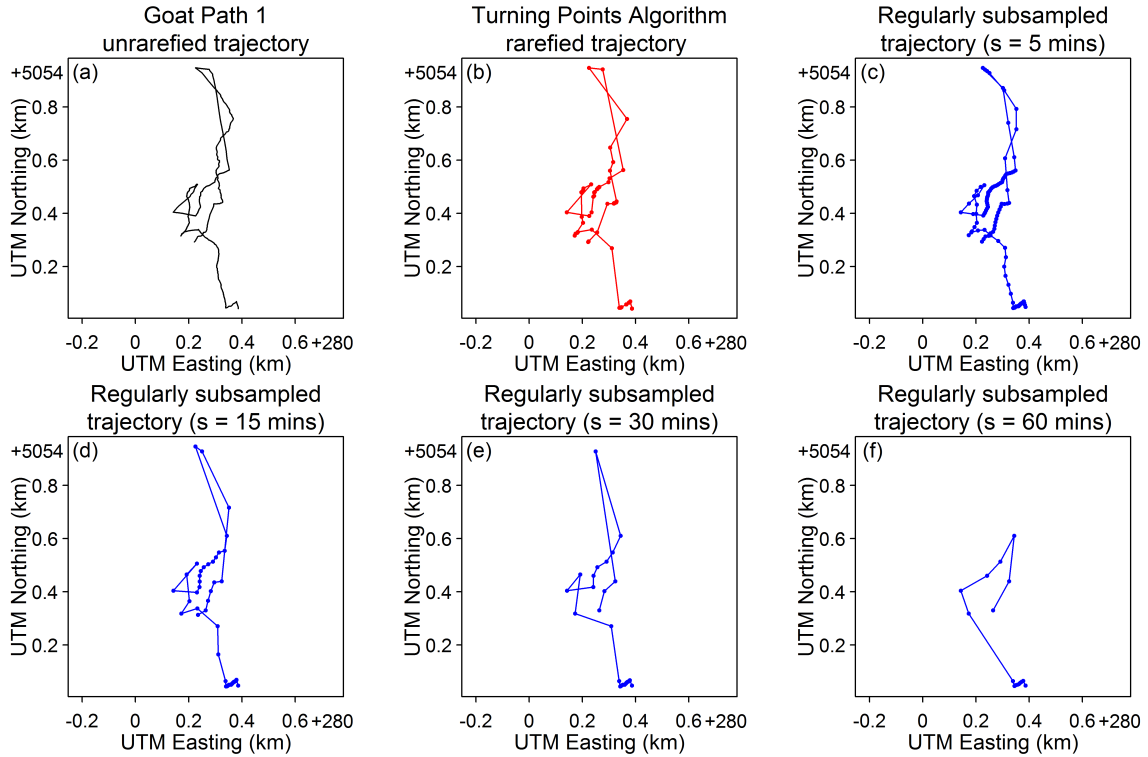 Goat Path 1
unrarefied trajectory
(a)
+5054
0.8
0.6
0.4
0.2
UTM Northing (km)
-0.2 0 0.2 0.4 0.6 +280
UTM Easting (km)
Turning Points Algorithm
rarefied trajectory
(b)
+5054
0.8
0.6
0.4
0.2
UTM Northing (km)
-0.2 0 0.2 0.4 0.6 +280
UTM Easting (km)
Regularly subsampled
trajectory (s = 5 mins)
(c)
+5054
0.8
0.6
0.4
0.2
UTM Northing (km)
-0.2 0 0.2 0.4 0.6 +280
UTM Easting (km)
Regularly subsampled
trajectory (s = 15 mins)
(d)
+5054
0.8
0.6
0.4
0.2
UTM Northing (km)
-0.2 0 0.2 0.4 0.6 +280
UTM Easting (km)
Regularly subsampled
trajectory (s = 30 mins)
(e)
+5054
0.8
0.6
0.4
0.2
UTM Northing (km)
-0.2 0 0.2 0.4 0.6 +280
UTM Easting (km)
Regularly subsampled
trajectory (s = 60 mins)
(f)
+5054
0.8
0.6
0.4
0.2
UTM Northing (km)
-0.2 0 0.2 0.4 0.6 +280
UTM Easting (km)